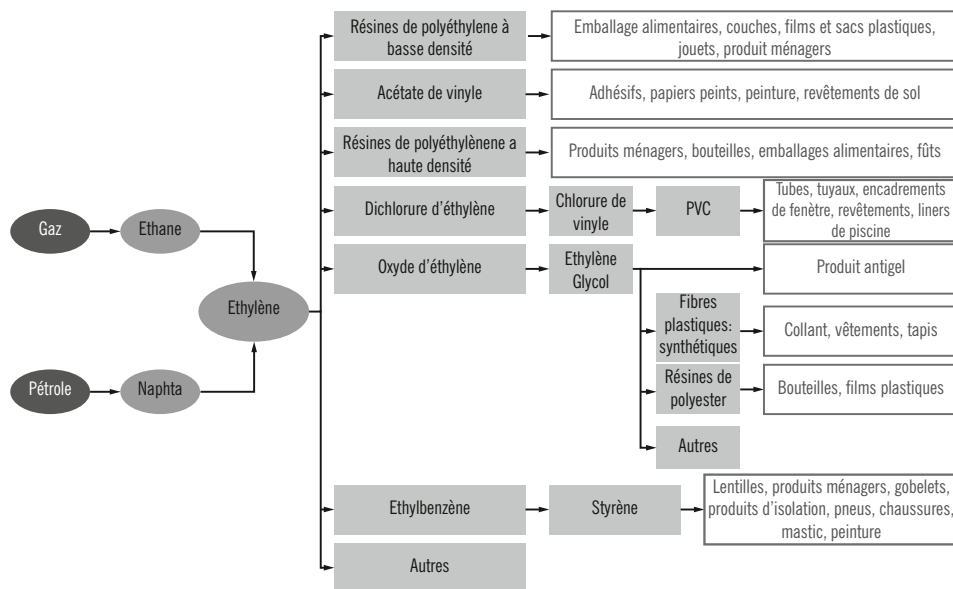 Résines de polyéthylene à
basse densité
Emballage alimentaires, couches, films et sacs plastiques,
jouets, produit ménagers
Acétate de vinyle
Adhésifs, papiers peints, peinture, revêtements de sol
Résines de polyéthylènene a
haute densité
Produits ménagers, bouteilles, emballages alimentaires, fûts
Gaz
Ethane
Dichlorure d'éthylène
Chlorure de
vinyle
PVC
Tubes, tuyaux, encadrements
de fenètre, revêtements, liners
de piscine
Oxyde d'éthylène
Ethylène
Glycol
Produit antigel
Ethylène
Fibres
plastiques:
synthétiques
Collant, vêtements, tapis
Pétrole
Naphta
Résines de
polyester
Bouteilles, films plastiques
Autres
Ethylbenzène
Styrène
Lentilles, produits ménagers, gobelets,
produits d'isolation, pneus, chaussures,
mastic, peinture
Autres